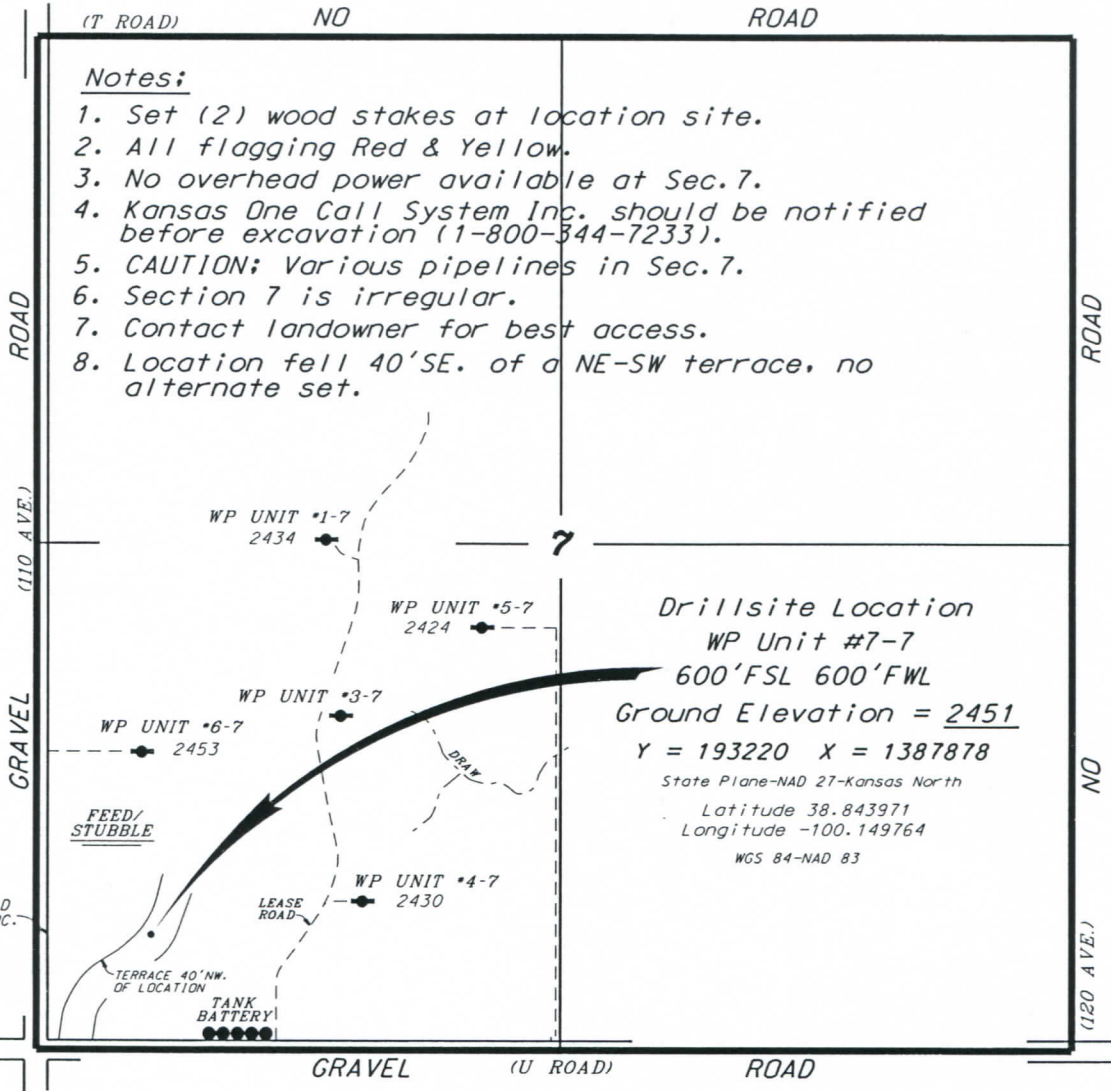 (T ROAD) NO ROAD
Notes:
1. Set (2) wood stakes at location site.
2. All flagging Red & Yellow.
3. No overhead power available at Sec.7.
4. Kansas One Call System Inc. should be notified
before excavation (1-800-344-7233).
5. CAUTION: Various pipelines in Sec.7.
6. Section 7 is irregular.
7. Contact landowner for best access.
8. Location fell 40'SE. of a NE-SW terrace, no
alternate set.
ROAD
(110 AVE.)
GRAVEL
ROAD
NO
(120 AVE.)
WP UNIT #1-7
2434
7
WP UNIT #5-7
2424
Drillsite Location
WP Unit #7-7
600'FSL 600'FWL
Ground Elevation = 2451
Y = 193220 X = 1387878
State Plane-NAD 27-Kansas North
Latitude 38.843971
Longitude -100.149764
WGS 84-NAD 83
WP UNIT #3-7
WP UNIT #6-7
2453
DRAW
FEED/
STUBBLE
WP UNIT #4-7
2430
LEASE
ROAD
D
C.
TERRACE 40'NW.
OF LOCATION
TANK
BATTERY
GRAVEL (U ROAD) ROAD